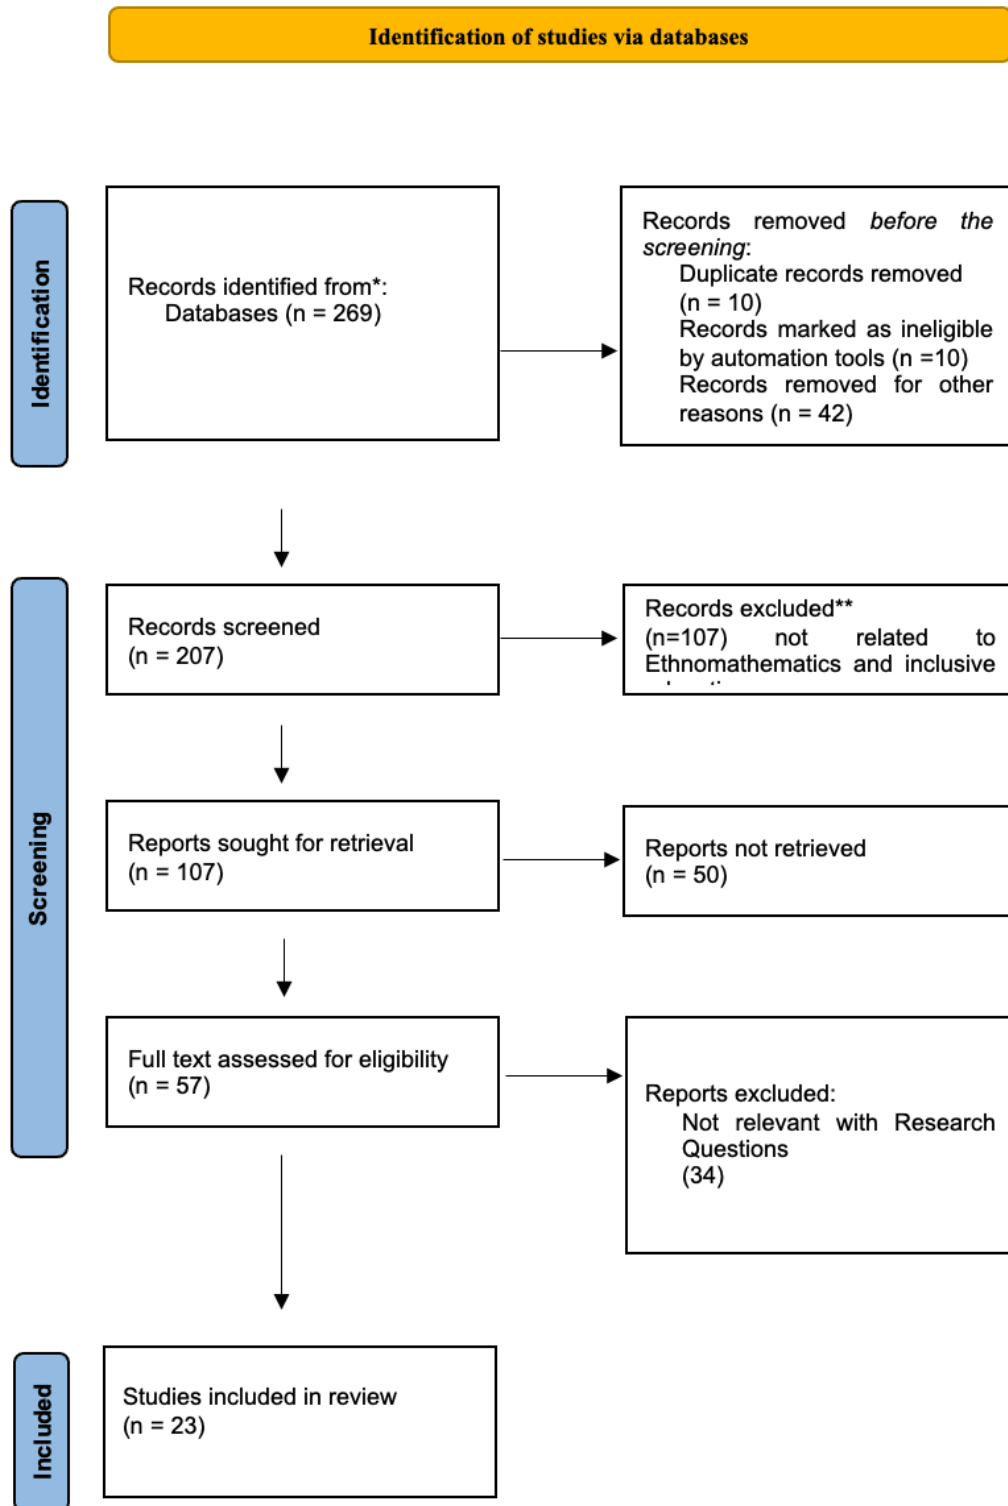 Identification of studies via databases
Identification
Records identified from*:
Databases (n = 269)
Records removed before the
screening:
Duplicate records removed
(n = 10)
Records marked as ineligible
by automation tools (n =10)
Records removed for other
reasons (n = 42)
Screening
Records screened
(n = 207)
Records excluded**
(n=107) not related to
Ethnomathematics and inclusive
Reports sought for retrieval
(n = 107)
Reports not retrieved
(n = 50)
Full text assessed for eligibility
(n = 57)
Reports excluded:
Not relevant with Research
Questions
(34)
Included
Studies included in review
(n = 23)